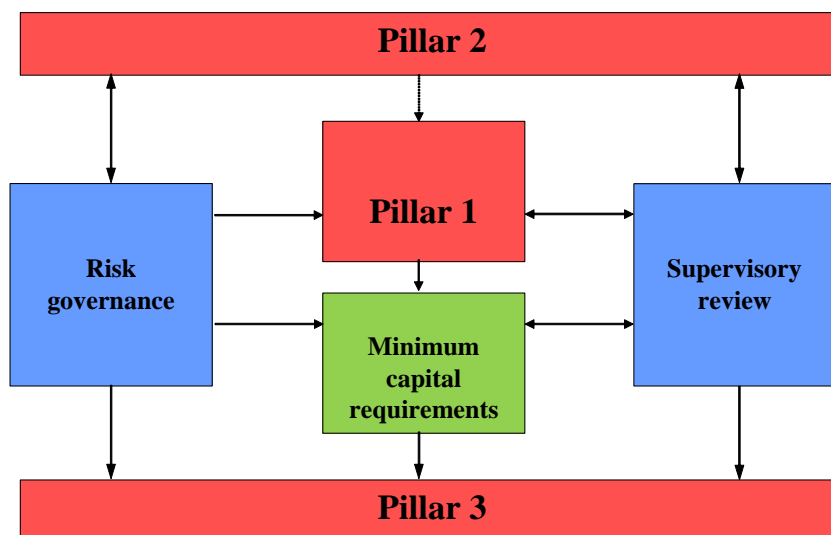 Pillar 2
Pillar 1
Risk
governance
Supervisory
review
Minimum
capital
requirements
Pillar 3